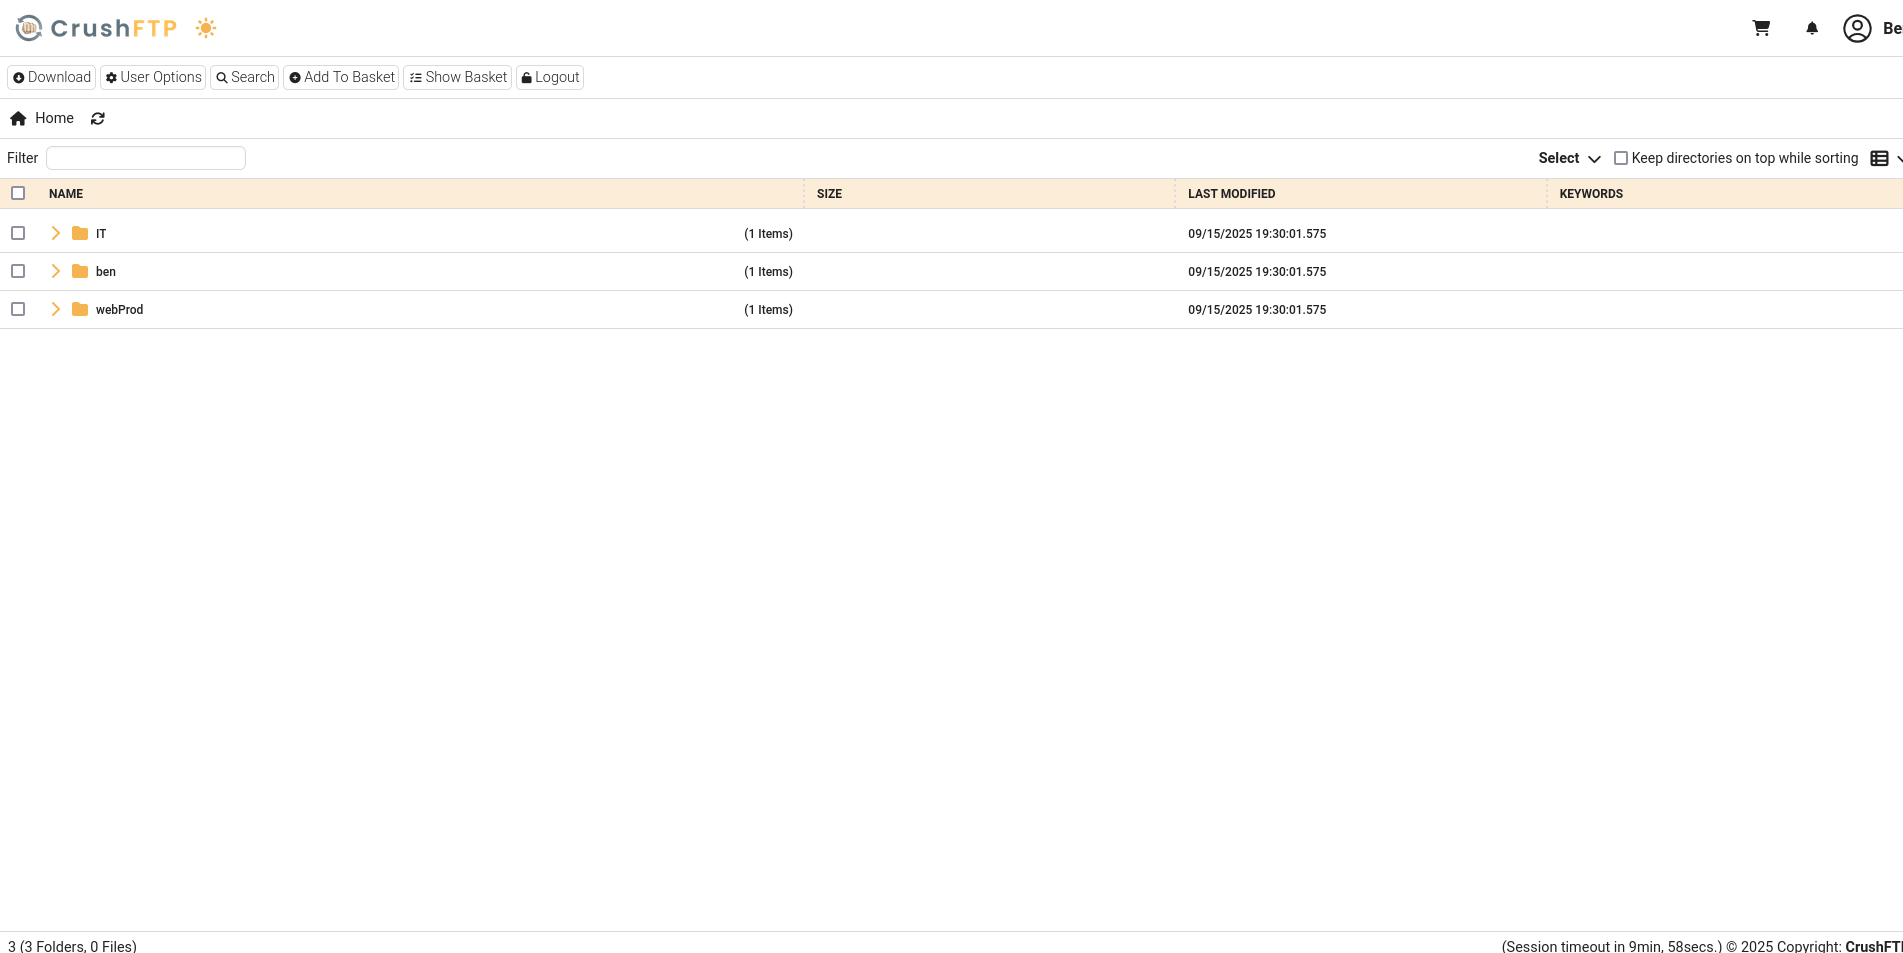 CrushFTP
Be
Download User Options Search Add To Basket Show Basket Logout
Home
Filter Select Keep directories on top while sorting
NAME SIZE LAST MODIFIED KEYWORDS
IT (1 Items) 09/15/2025 19:30:01.575
ben (1 Items) 09/15/2025 19:30:01.575
webProd (1 Items) 09/15/2025 19:30:01.575
3 (3 Folders, 0 Files) (Session timeout in 9min, 58secs.) © 2025 Copyright: CrushFT